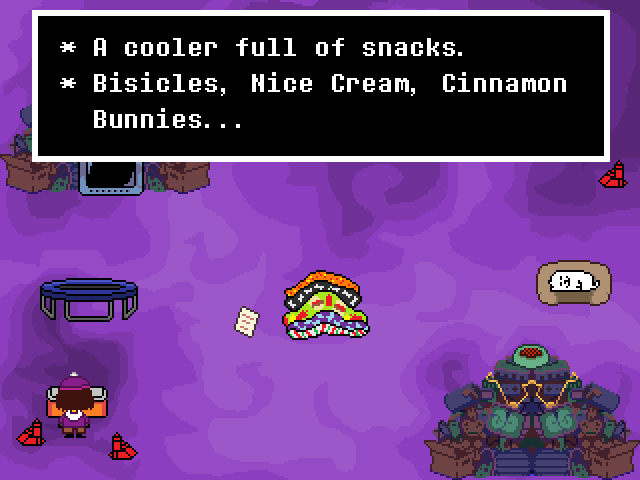 * A cooler full of snacks.
* Bisicles, Nice Cream, Cinnamon
Bunnies...